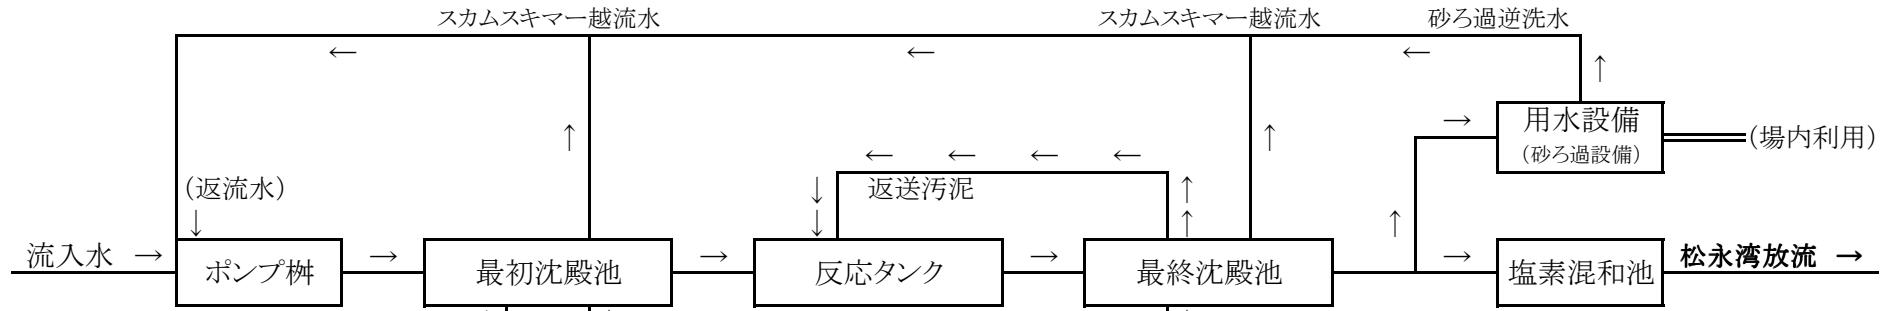 スカムスキマー越流水
スカムスキマー越流水
砂ろ過逆洗水
←
←
←
↑
→
用水設備
(砂ろ過設備)
(場内利用)
↑
↑
← ← ← ←
(返流水)
↓
↓
↓
返送汚泥
↑
↑
↑
流入水 →
ポンプ桝
→
最初沈殿池
→
反応タンク
→
最終沈殿池
→
塩素混和池
松永湾放流 →